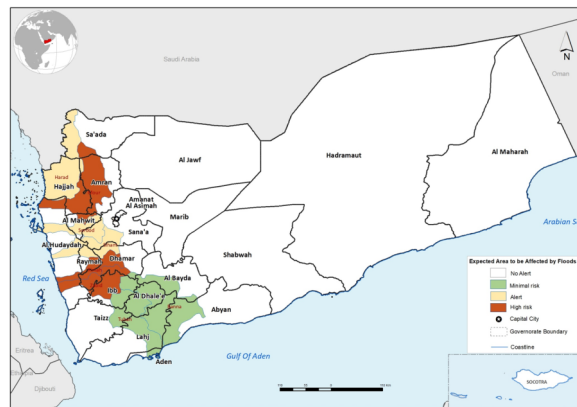 Saudi Arabia
Oman
N
Sa'ada
Harad
Hajjah
Amran
Al Jawf
Hadramaut
Al Maharah
Amanat
Al Asimah
Al Mahwit
Marib
Sana'a
Arabian S
Al Hudaydah
Shabwah
Raymah
Dhamar
Red Sea
Ibb
Al Bayda
Al Dhale'e
Abyan
Taizz
Lahj
Aden
Gulf Of Aden
Eritrea
Ethiopia
Djibouti
Expected Area to be Affected by Floods
No Alert
Minimal risk
Alert
High risk
Capital City
Governorate Boundary
Coastline
SOCOTRA